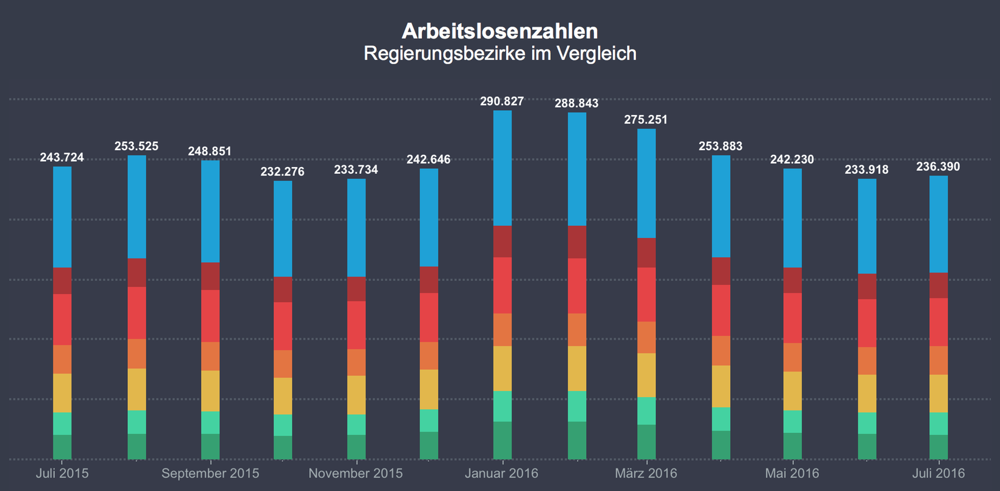 Arbeitslosenzahlen
Regierungsbezirke im Vergleich
243.724
253.525
248.851
232.276
233.734
242.646
290.827
288.843
275.251
253.883
242.230
233.918
236.390
Juli 2015
September 2015
November 2015
Januar 2016
März 2016
Mai 2016
Juli 2016